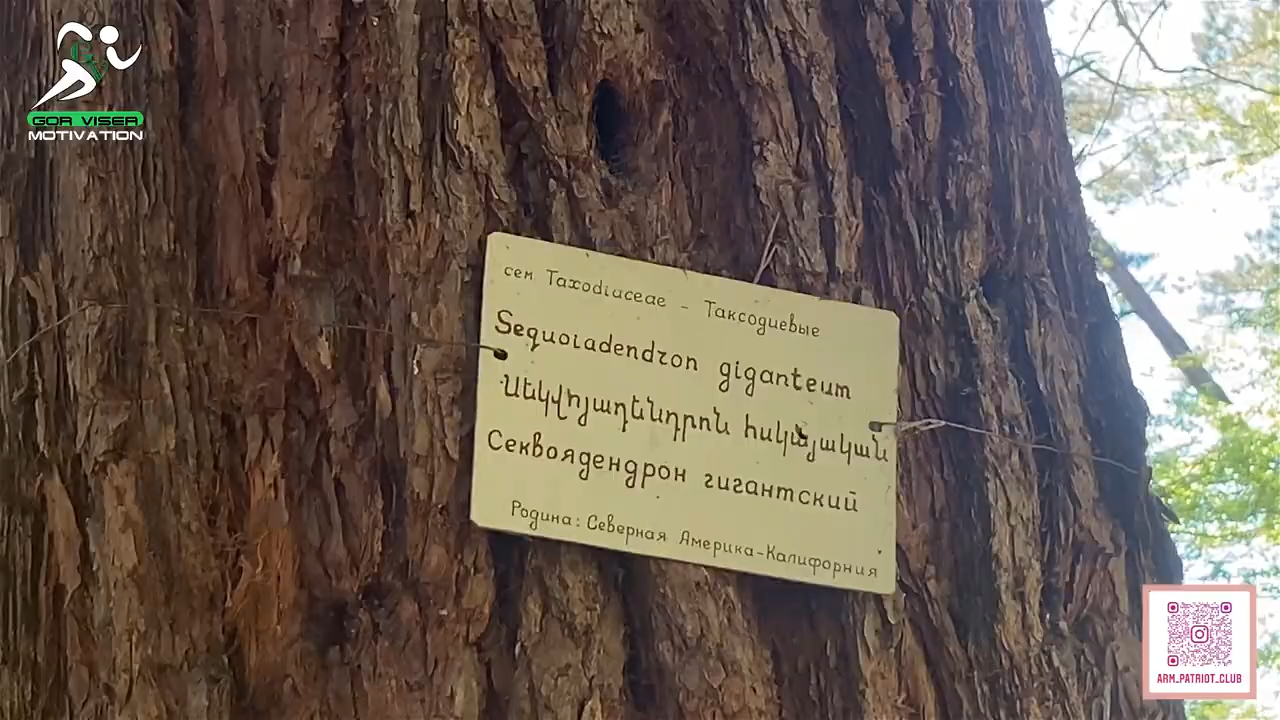 GOR VISER
MOTIVATION
сем Taxodiaceae - Таксодиевые
Sequoiadendron giganteum
Սեկվոյադենդրոն հսկայական
Секвоядендрон гигантский
Родина: Северная Америка-Калифорния
ARM_PATRIOT_CLUB